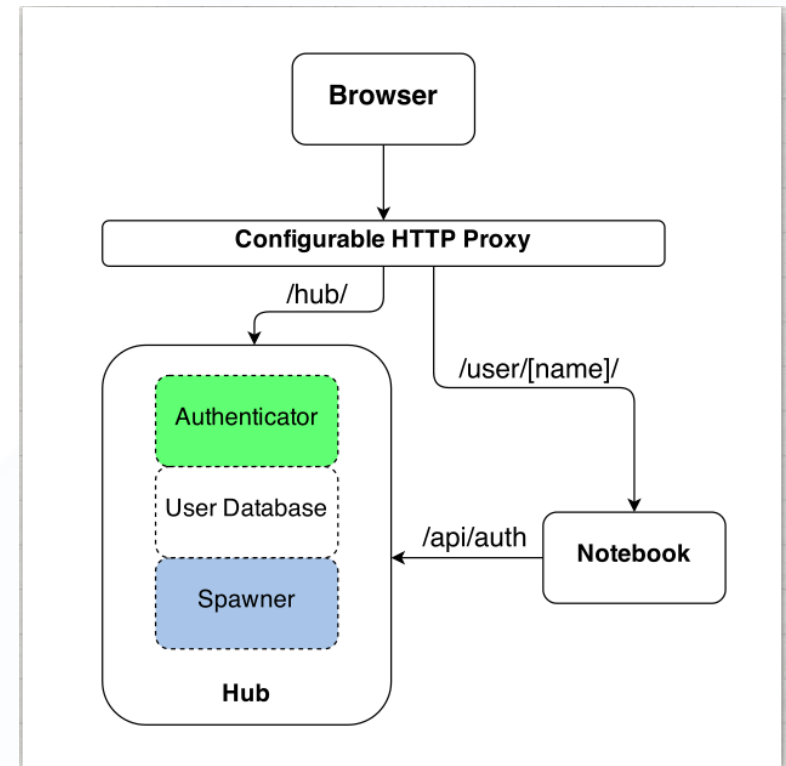 Browser
Configurable HTTP Proxy
/hub/
/user/[name]/
Authenticator
User Database
/api/auth
Notebook
Spawner
Hub